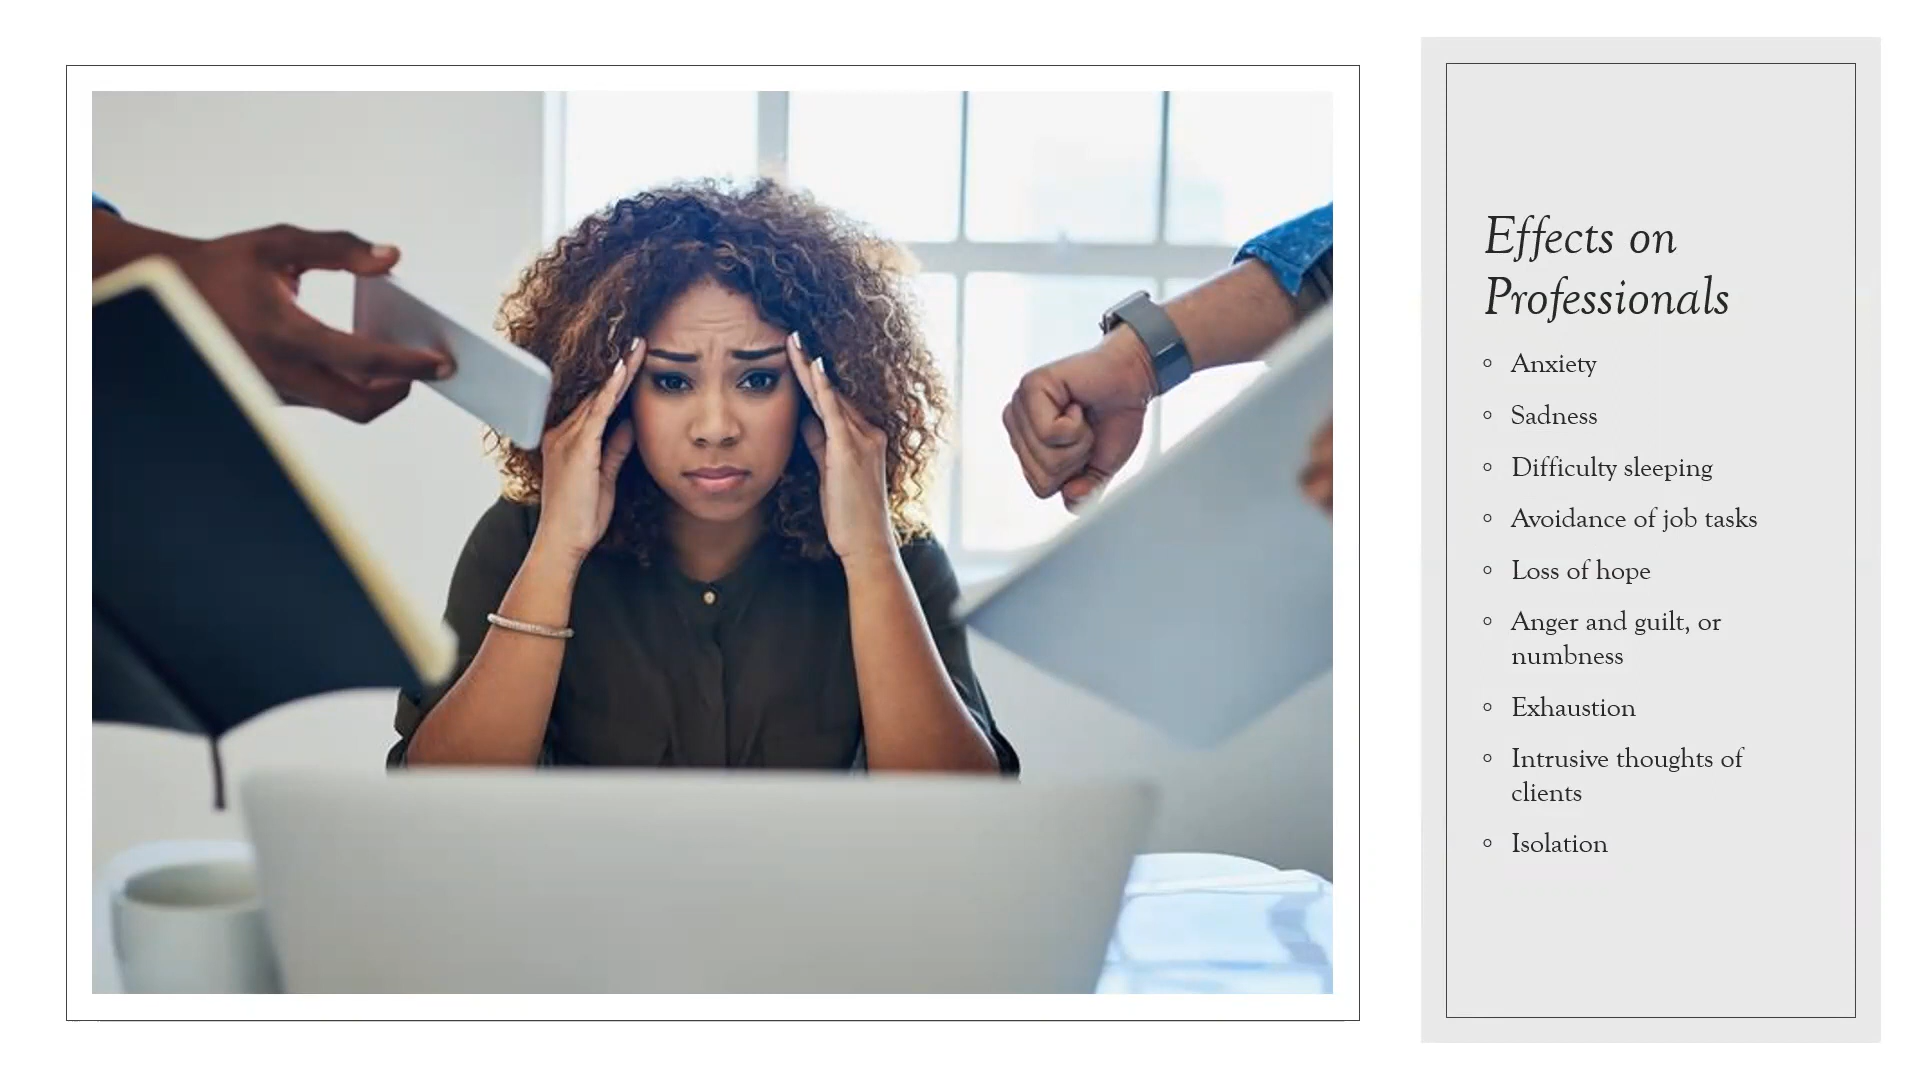 Effects on
Professionals
◦ Anxiety
◦ Sadness
◦ Difficulty sleeping
◦ Avoidance of job tasks
◦ Loss of hope
◦ Anger and guilt, or
numbness
◦ Exhaustion
◦ Intrusive thoughts of
clients
◦ Isolation